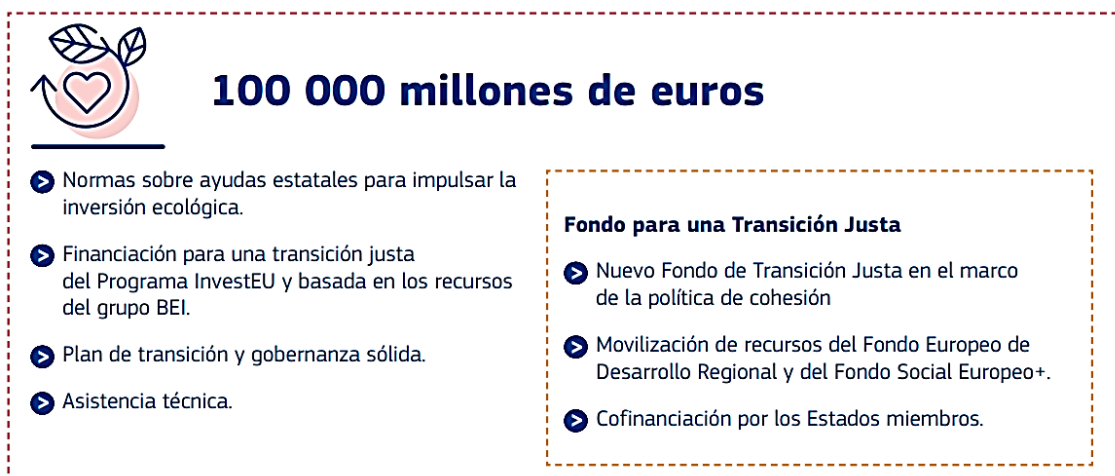 100 000 millones de euros
Normas sobre ayudas estatales para impulsar la
inversión ecológica.
Financiación para una transición justa
del Programa InvestEU y basada en los recursos
del grupo BEI.
Plan de transición y gobernanza sólida.
Asistencia técnica.
Fondo para una Transición Justa
Nuevo Fondo de Transición Justa en el marco
de la política de cohesión
Movilización de recursos del Fondo Europeo de
Desarrollo Regional y del Fondo Social Europeo+.
Cofinanciación por los Estados miembros.